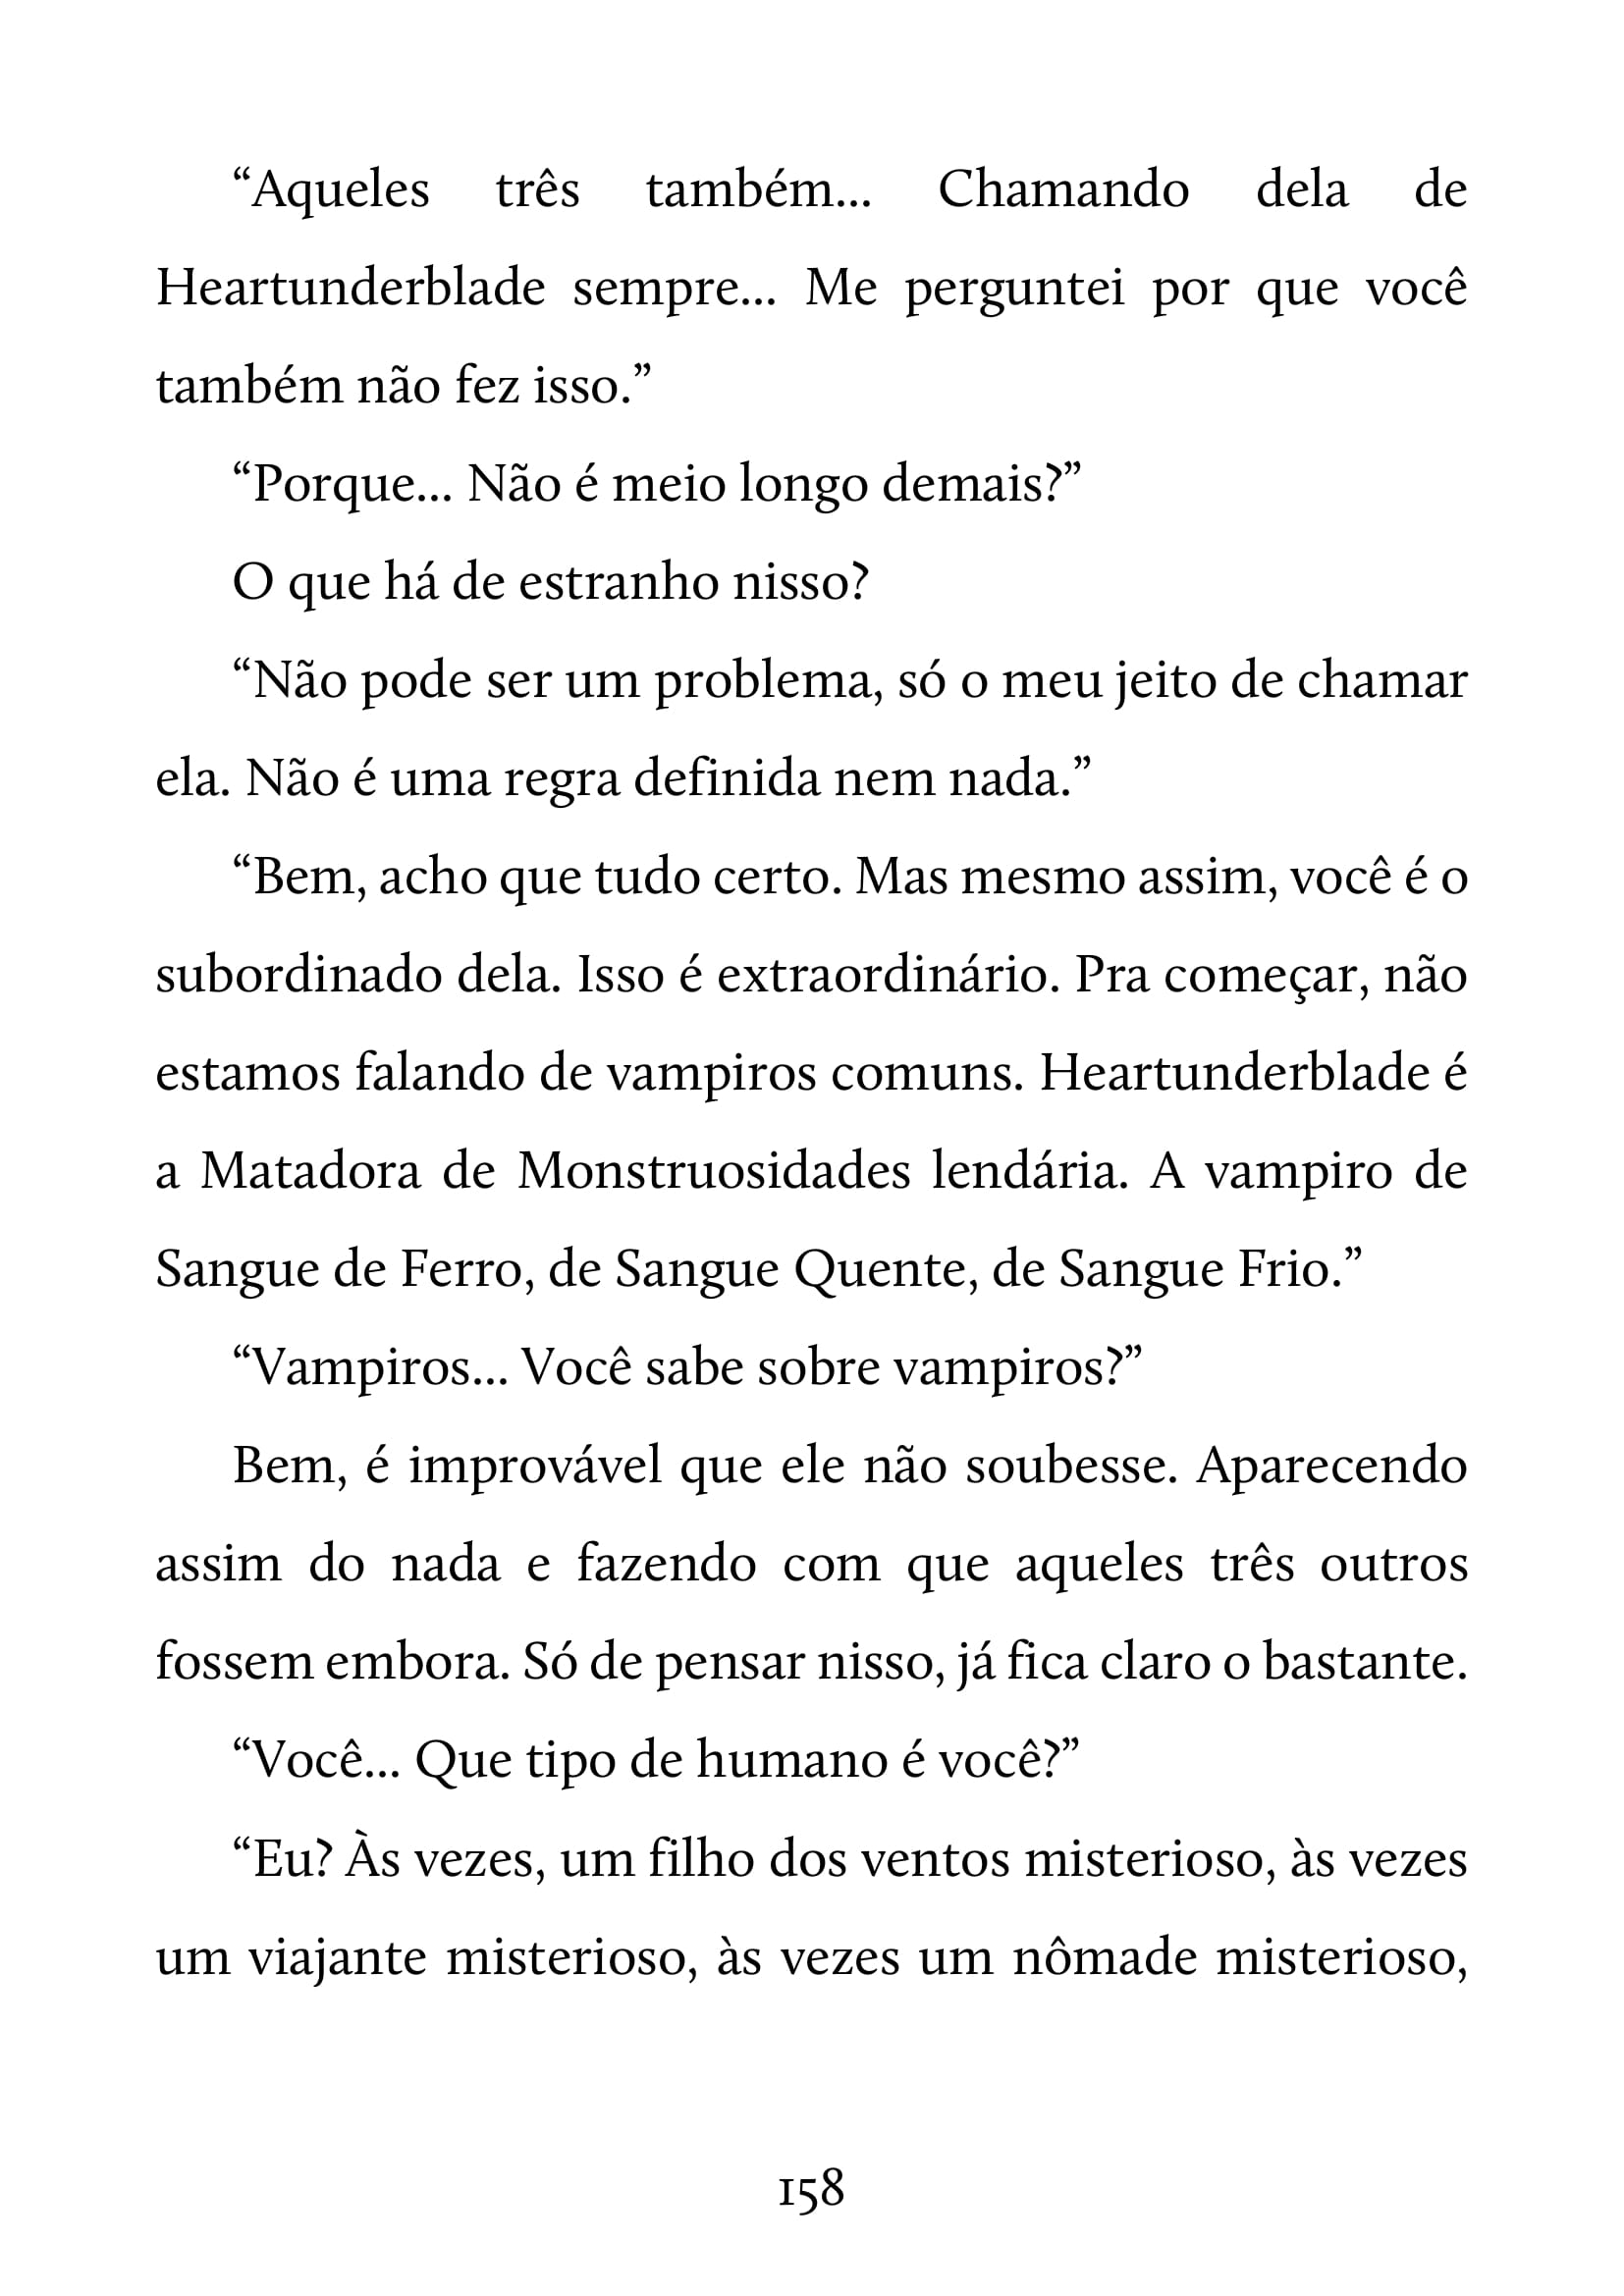 “Aqueles três também... Chamando dela de
Heartunderblade sempre... Me perguntei por que você
também não fez isso.”
“Porque... Não é meio longo demais?”
O que há de estranho nisso?
“Não pode ser um problema, só o meu jeito de chamar
ela. Não é uma regra definida nem nada.”
“Bem, acho que tudo certo. Mas mesmo assim, você é o
subordinado dela. Isso é extraordinário. Pra começar, não
estamos falando de vampiros comuns. Heartunderblade é
a Matadora de Monstruosidades lendária. A vampiro de
Sangue de Ferro, de Sangue Quente, de Sangue Frio.”
“Vampiros... Você sabe sobre vampiros?”
Bem, é improvável que ele não soubesse. Aparecendo
assim do nada e fazendo com que aqueles três outros
fossem embora. Só de pensar nisso, já fica claro o bastante.
“Você... Que tipo de humano é você?”
“Eu? Às vezes, um filho dos ventos misterioso, às vezes
um viajante misterioso, às vezes um nômade misterioso,
158